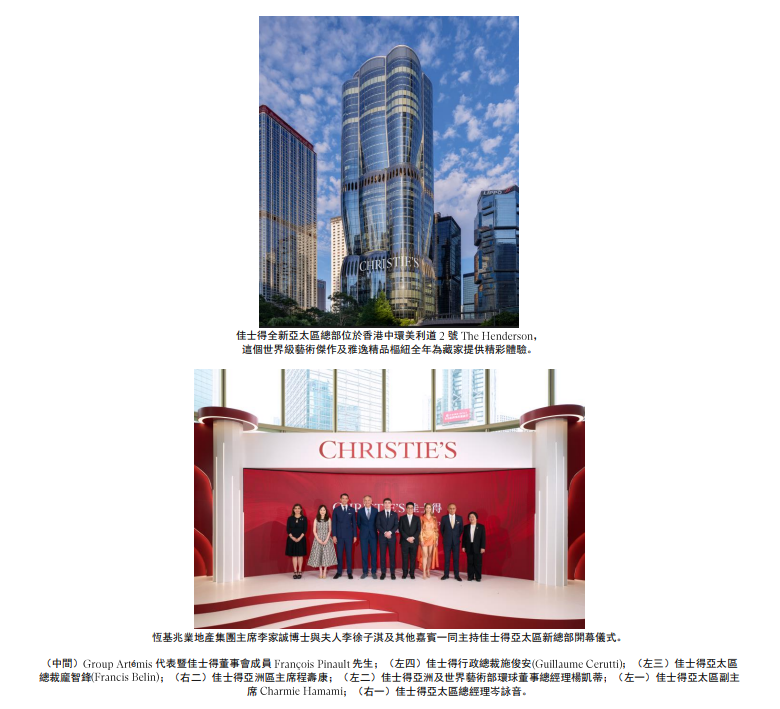 LIPPO
CHRISTIE'S
佳士得全新亞太區總部位於香港中環美利道 2 號 The Henderson,
這個世界級藝術傑作及雅逸精品樞紐全年為藏家提供精彩體驗。
CHRISTIE'S
CHRISTIE'S 佳士得
恆基兆業地產集團主席李家誠博士與夫人李徐子淇及其他嘉賓一同主持佳士得亞太區新總部開幕儀式。
（中間）Group Artémis 代表暨佳士得董事會成員 François Pinault 先生；（左四）佳士得行政總裁施俊安(Guillaume Cerutti)；（左三）佳士得亞太區
總裁龐智鋒(Francis Belin)；（右二）佳士得亞洲區主席程壽康；（左二）佳士得亞洲及世界藝術部環球董事總經理楊凱蒂；（左一）佳士得亞太區副主
席 Charmie Hamami；（右一）佳士得亞太區總經理岑詠音。